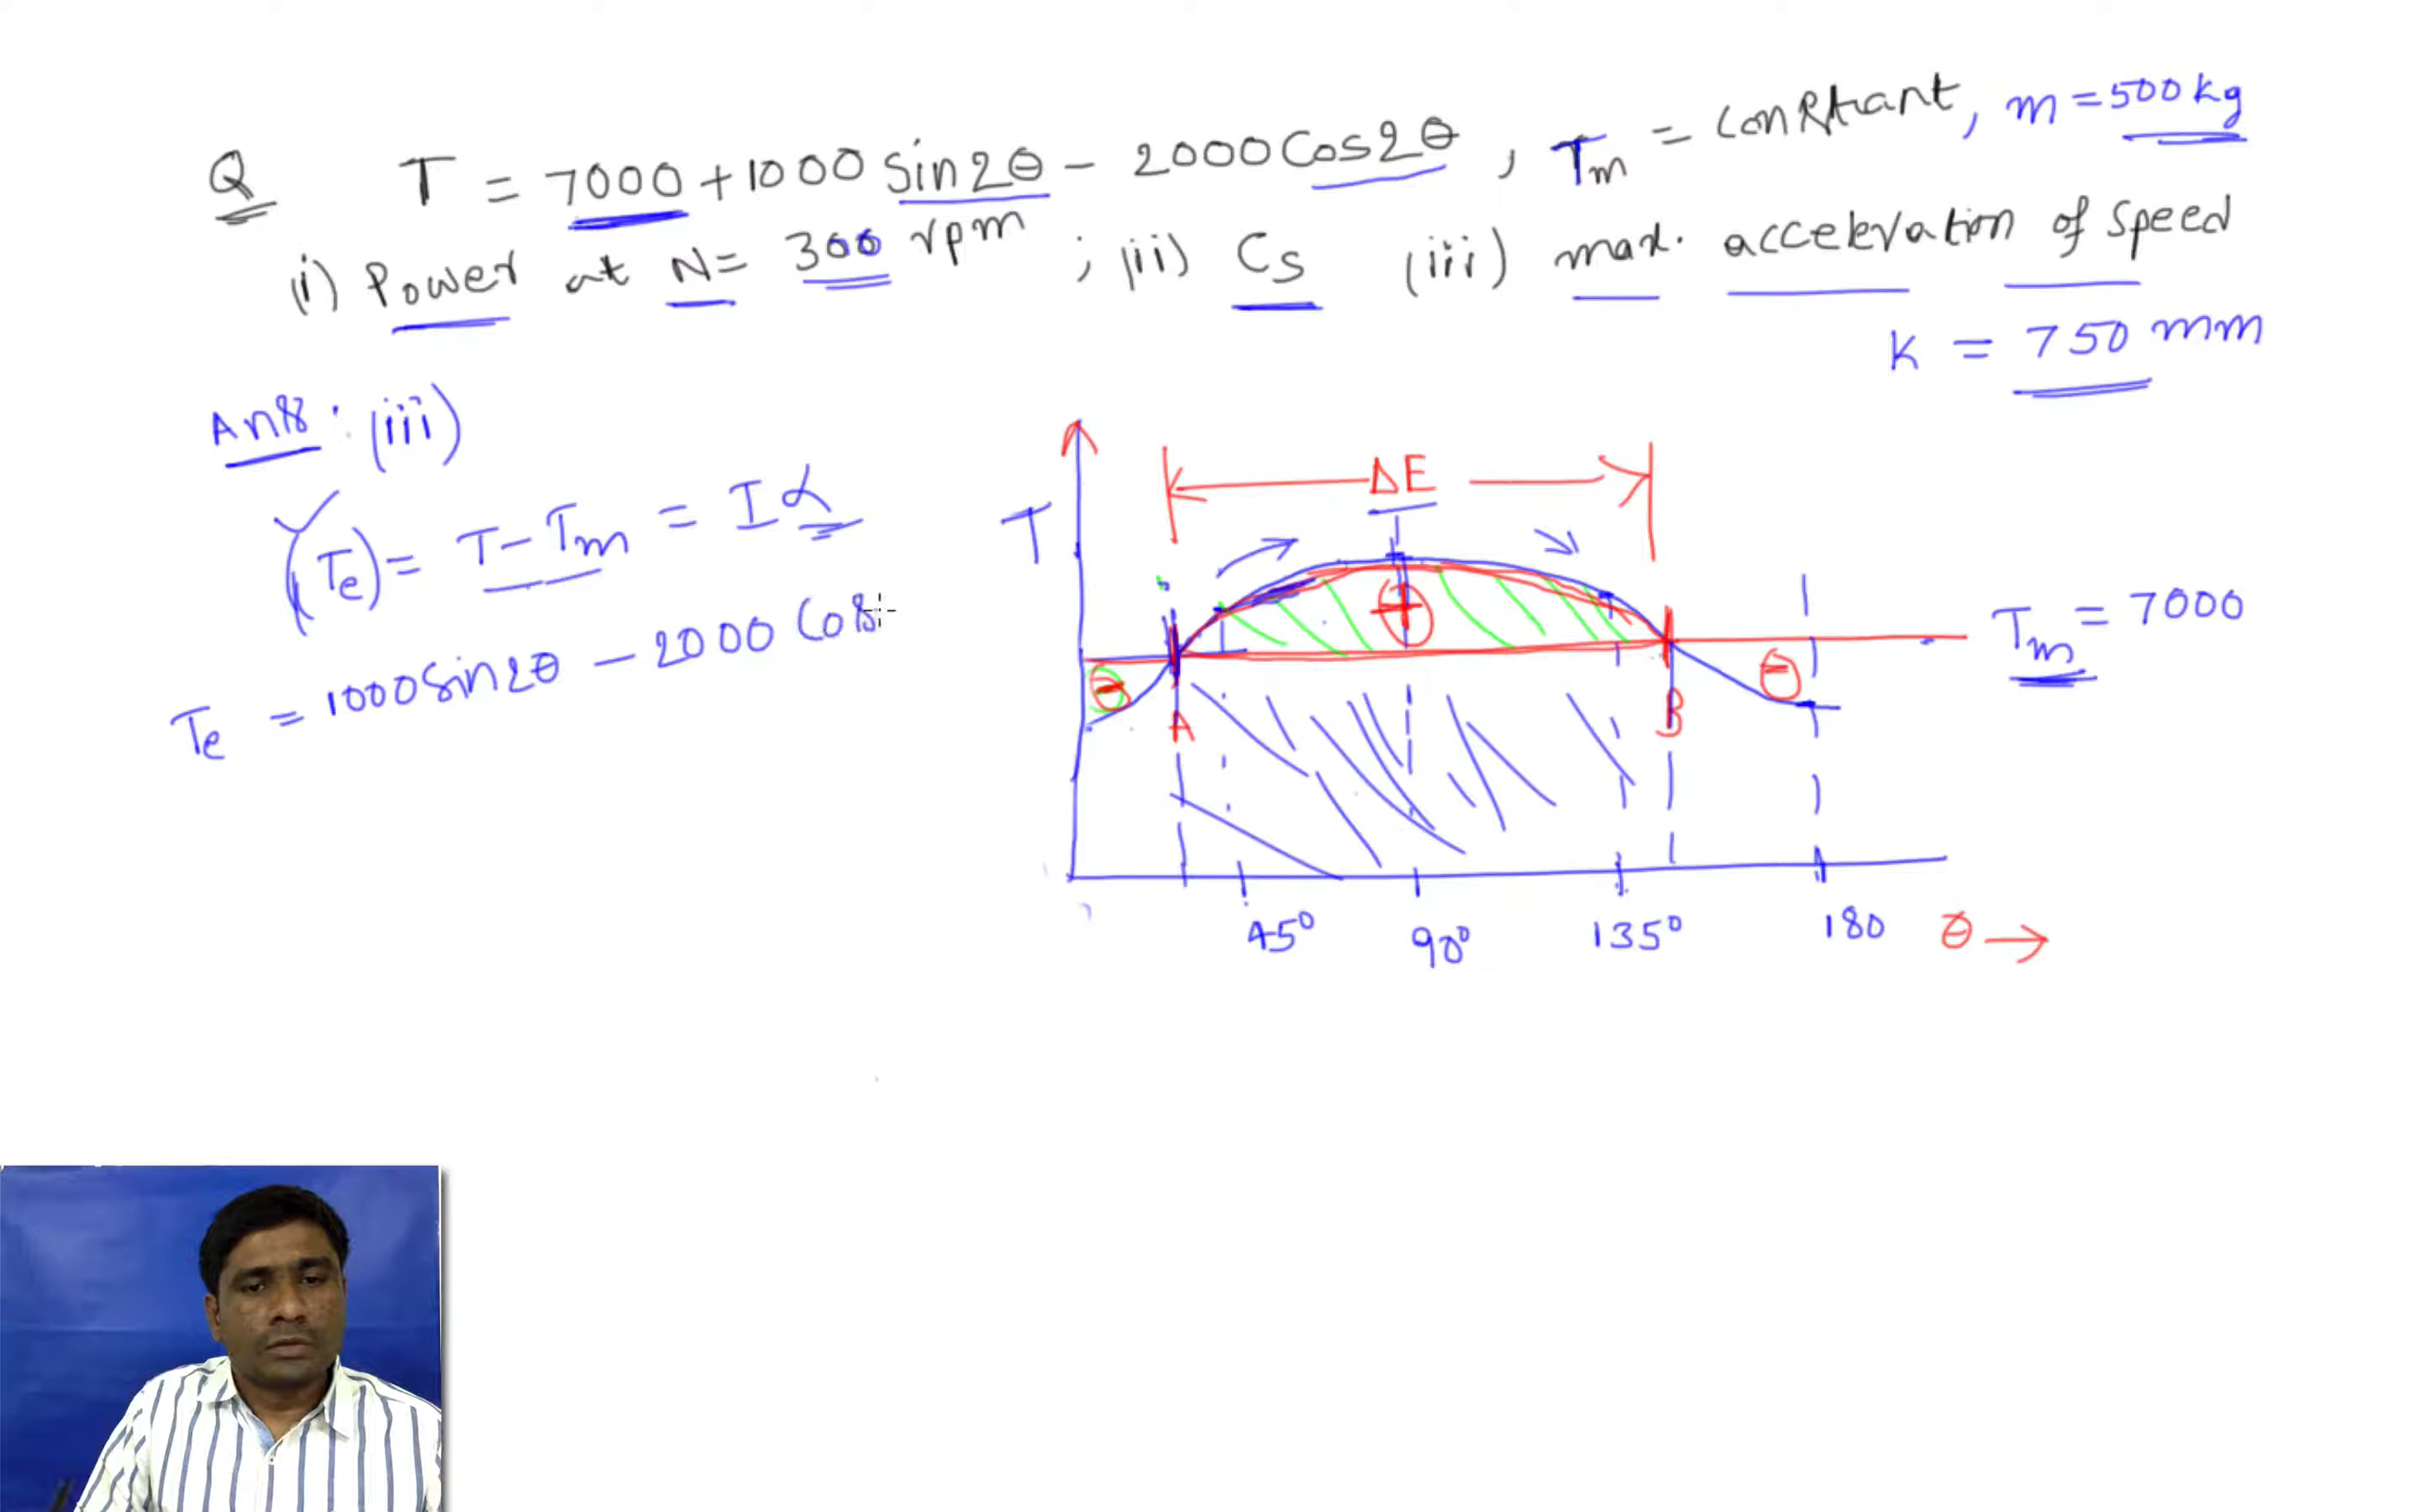 Q T = 7000 + 1000 Sin2θ - 2000 Cos2θ , Tm = constant, m = 500 kg
(i) Power at N = 300 rpm ; (ii) Cs (iii) max. acceleration of speed
K = 750 mm
Ans : (iii)
(Te) = T - Tm = I α
Te = 1000 Sin2θ - 2000 Cos
ΔE
T
+
Tm = 7000
-
-
A
B
45° 90° 135° 180 θ →